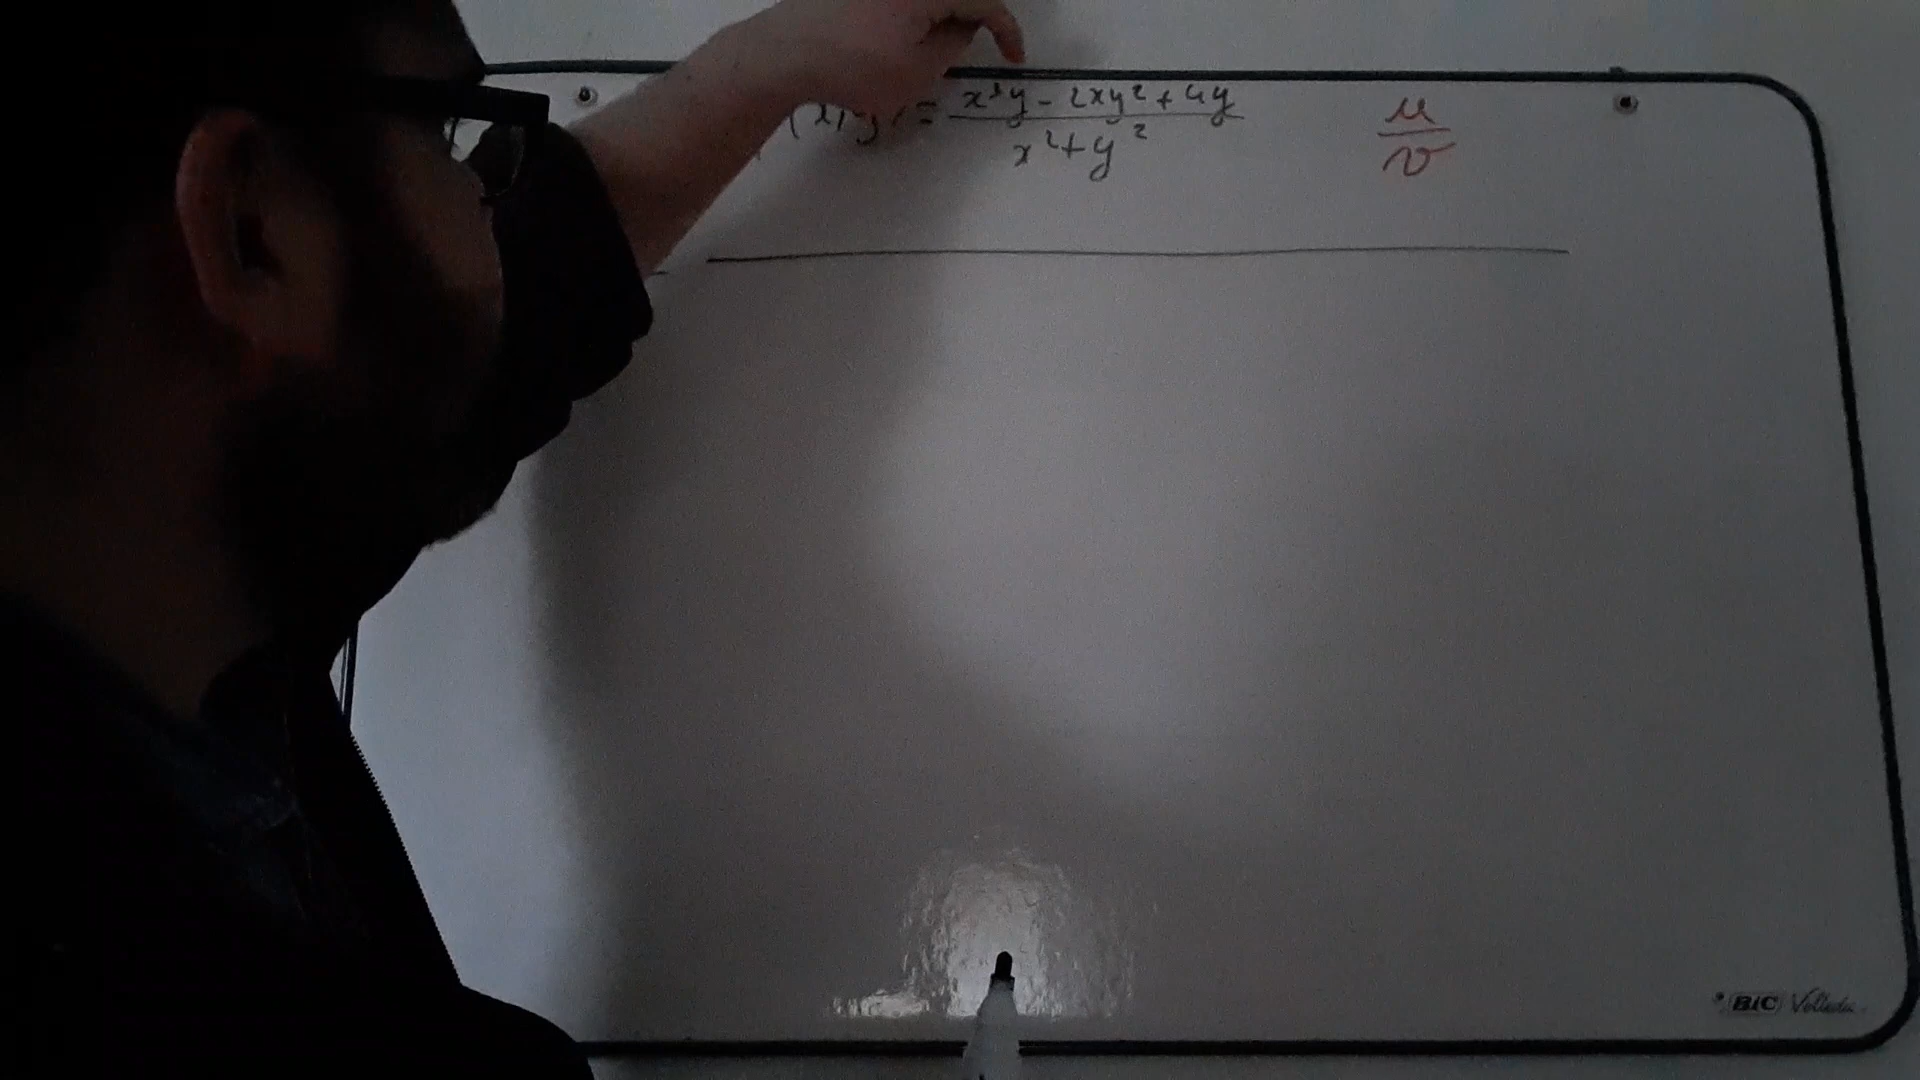 (x, y) = x³y - 2xy² + 4y / x² + y²
u / v
BIC Velleda